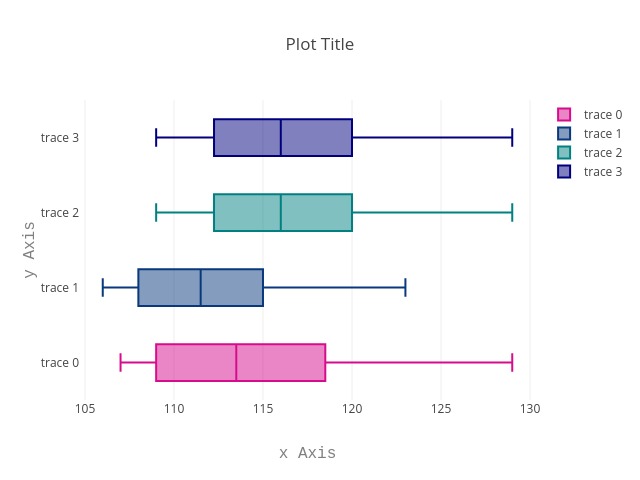 Plot Title
trace 0
trace 1
trace 2
trace 3
trace 3
trace 2
trace 1
trace 0
y Axis
105 110 115 120 125 130
x Axis